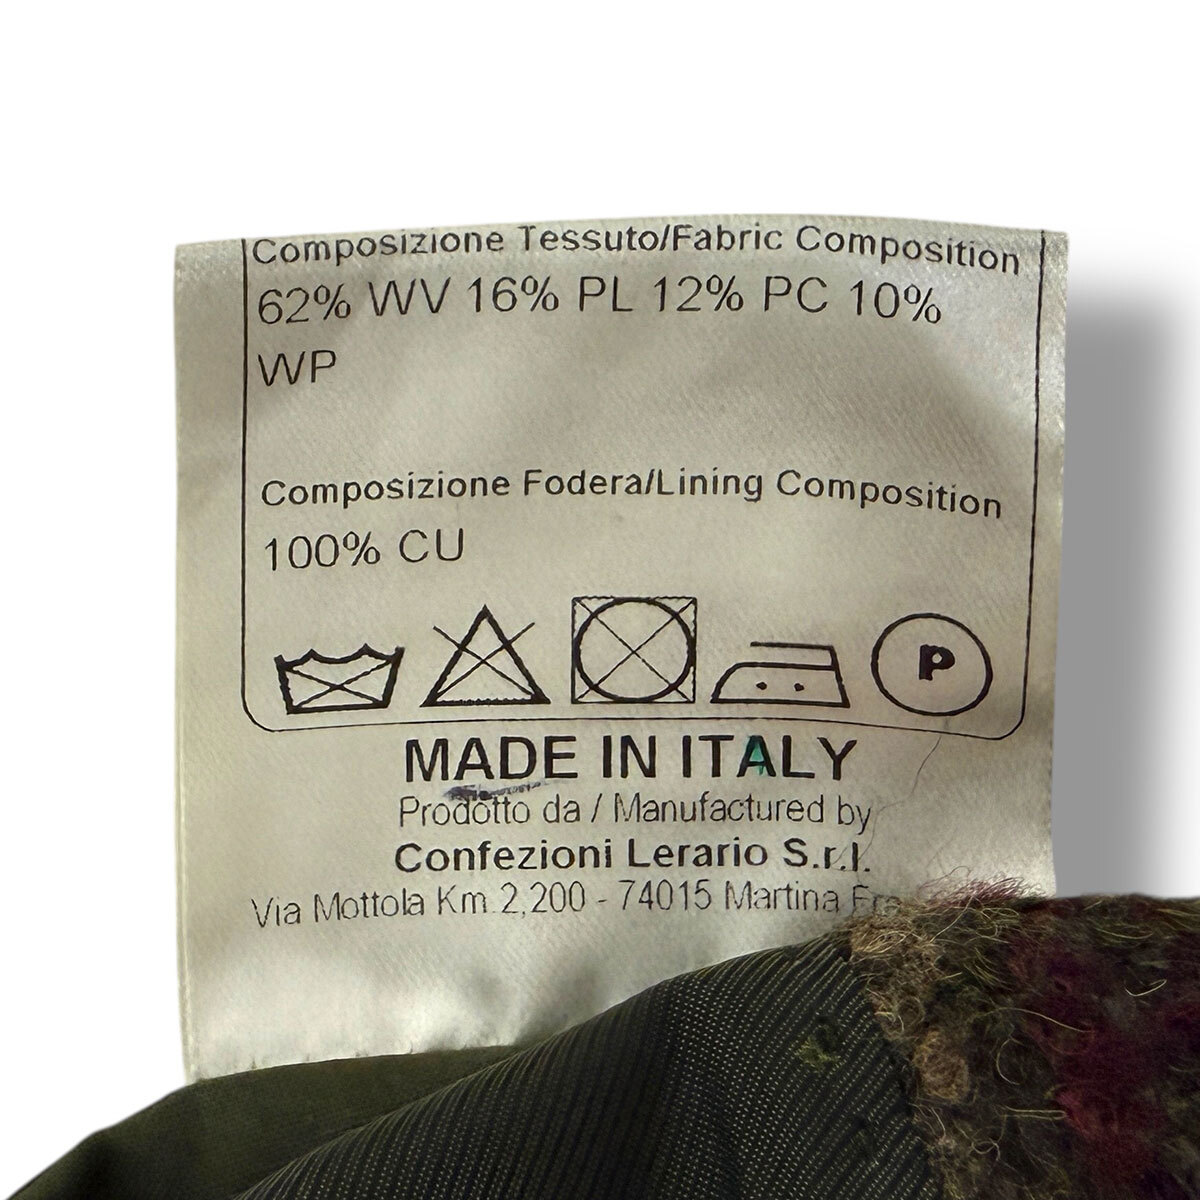 Composizione Tessuto/Fabric Composition
62% WV 16% PL 12% PC 10%
WP
Composizione Fodera/Lining Composition
100% CU
P
MADE IN ITALY
Prodotto da / Manufactured by
Confezioni Lerario S.r.l.
Via Mottola Km.2,200 - 74015 Martina